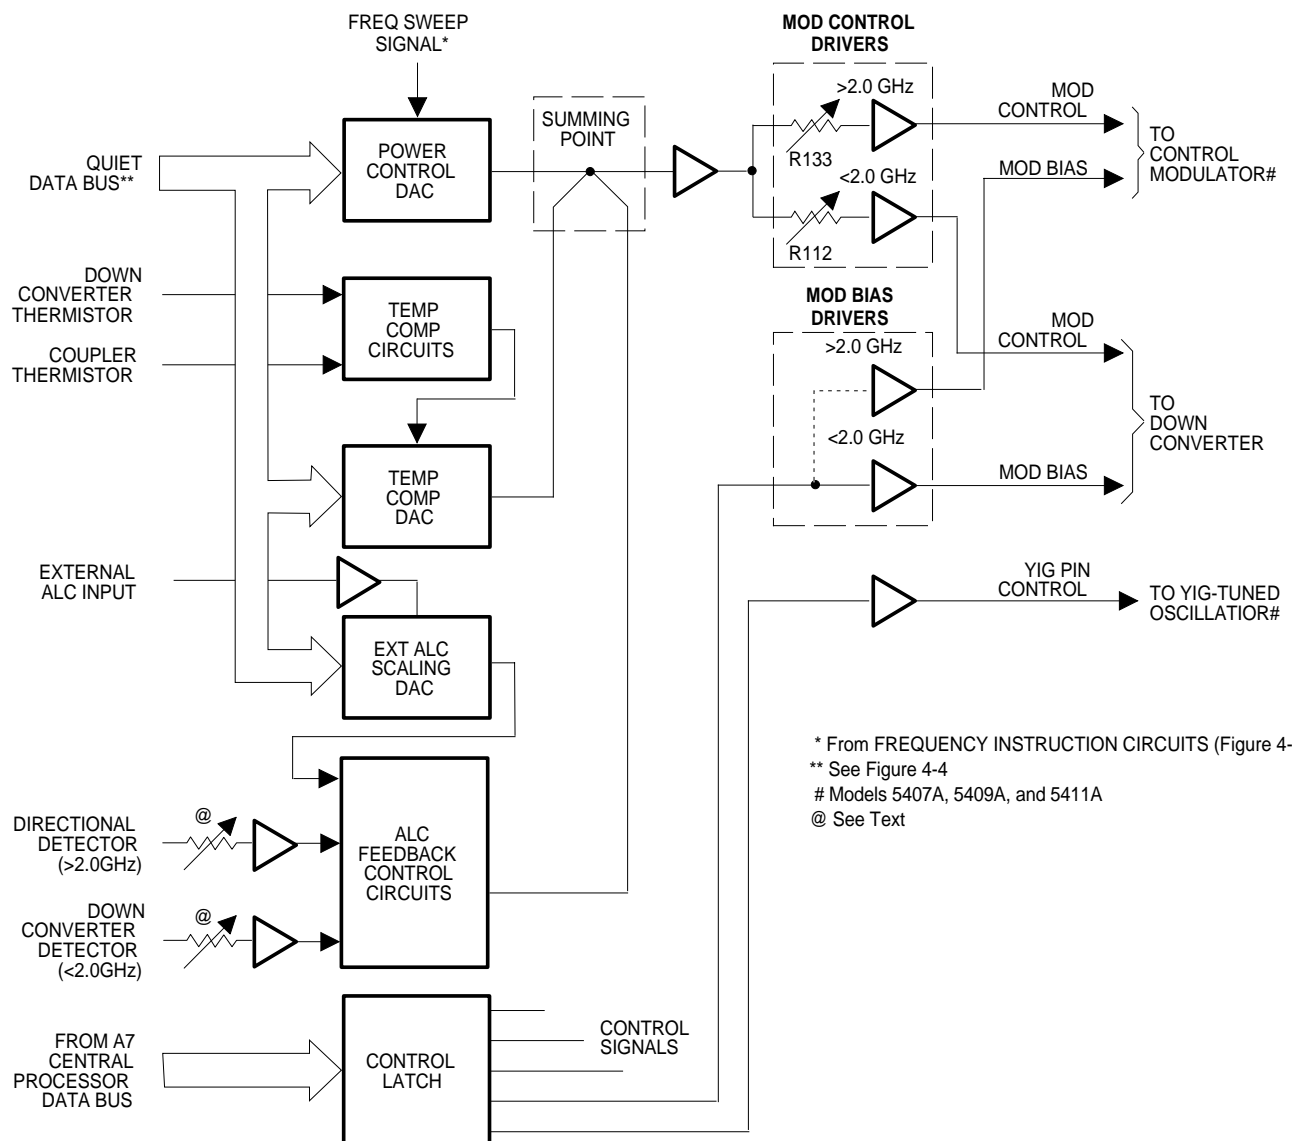 FREQ SWEEP
SIGNAL*
MOD CONTROL
DRIVERS
>2.0 GHz
MOD
CONTROL
SUMMING
POINT
POWER
CONTROL
DAC
QUIET
DATA BUS**
R133
TO
CONTROL
MODULATOR#
MOD BIAS
<2.0 GHz
R112
DOWN
CONVERTER
THERMISTOR
TEMP
COMP
CIRCUITS
MOD BIAS
DRIVERS
MOD
CONTROL
COUPLER
THERMISTOR
>2.0 GHz
<2.0 GHz
TO
DOWN
CONVERTER
TEMP
COMP
DAC
MOD BIAS
EXTERNAL
ALC INPUT
YIG PIN
CONTROL
TO YIG-TUNED
OSCILLATIOR#
EXT ALC
SCALING
DAC
* From FREQUENCY INSTRUCTION CIRCUITS (Figure 4-
** See Figure 4-4
# Models 5407A, 5409A, and 5411A
@ See Text
DIRECTIONAL
DETECTOR
(>2.0GHz)
@
ALC
FEEDBACK
CONTROL
CIRCUITS
DOWN
CONVERTER
DETECTOR
(<2.0GHz)
@
FROM A7
CENTRAL
PROCESSOR
DATA BUS
CONTROL
LATCH
CONTROL
SIGNALS